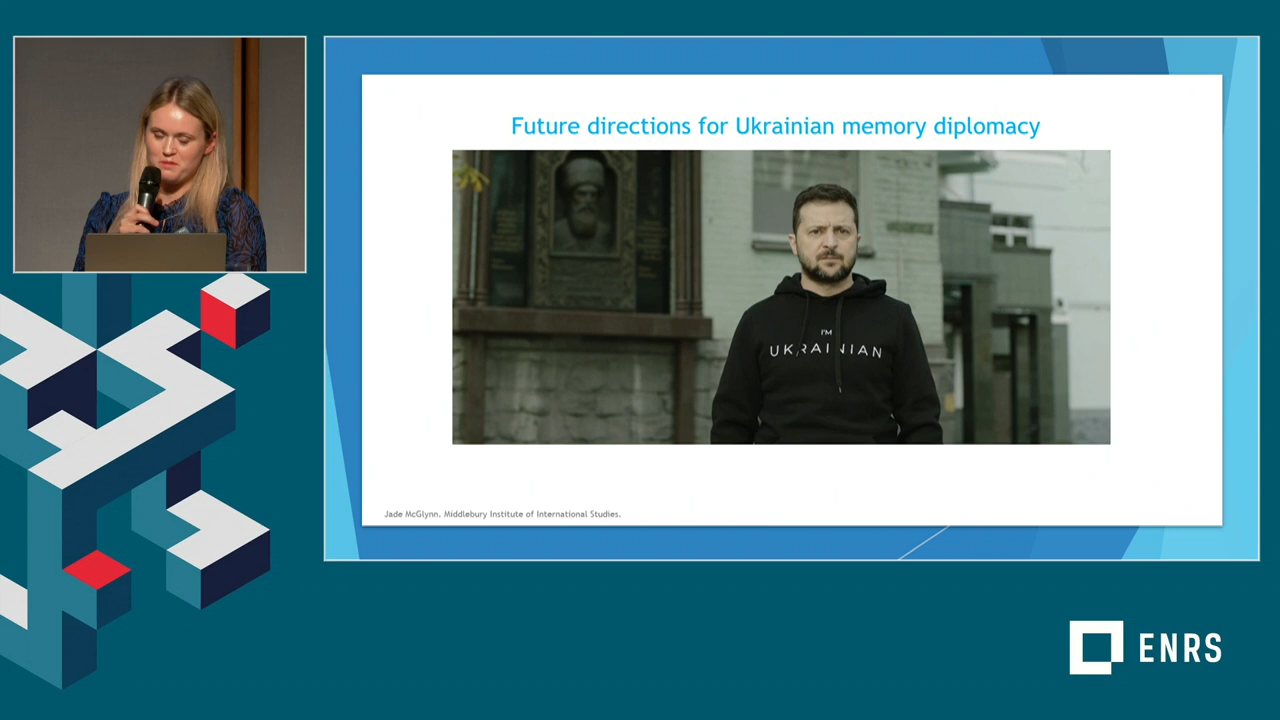 Future directions for Ukrainian memory diplomacy
I'M
UKRAINIAN
Jade McGlynn. Middlebury Institute of International Studies.
ENRS